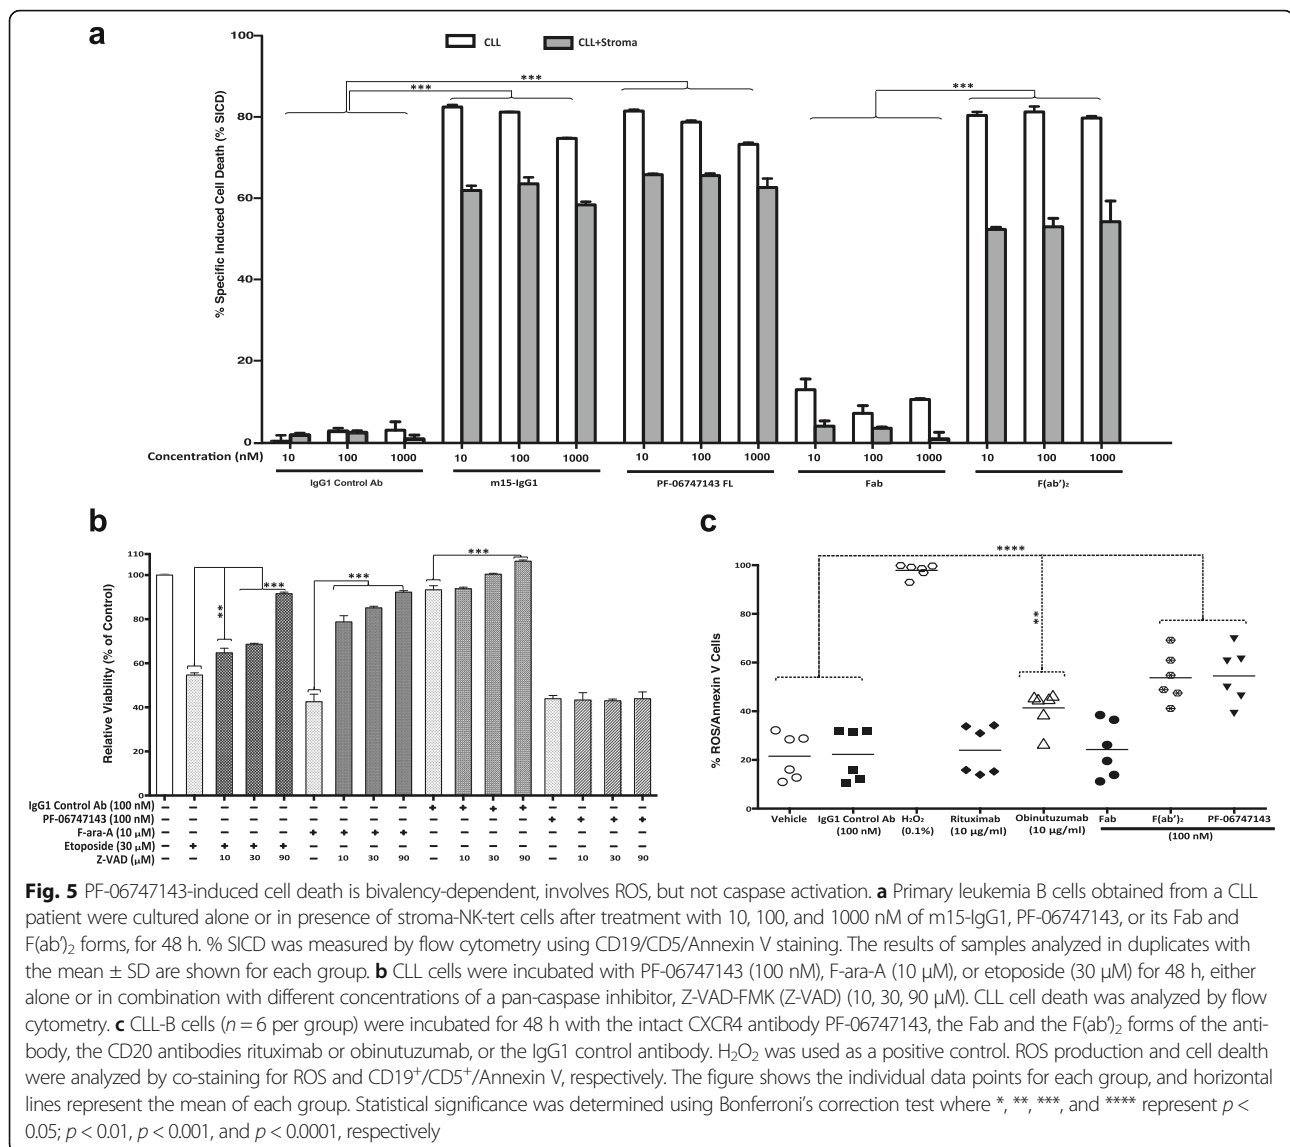 a
100
80
60
40
20
0
% Specific Induced Cell Death (% SICD)
CLL CLL+Stroma
***
***
***
Concentration (nM) 10 100 1000 10 100 1000 10 100 1000 10 100 1000 10 100 1000
IgG1 Control Ab m15-IgG1 PF-06747143 FL Fab F(ab’)₂
b
110
100
80
60
40
20
0
Relative Viability (% of Control)
**
***
***
***
IgG1 Control Ab (100 nM) – – – – – – – – – + + + + – – – –
PF-06747143 (100 nM) – – – – – – – – – – – – – + + + +
F-ara-A (10 µM) – – – – – + + + + – – – – – – – –
Etoposide (30 µM) – + + + + – – – – – – – – – – – –
Z-VAD (µM) – – 10 30 90 – 10 30 90 – 10 30 90 – 10 30 90
c
100
80
60
40
20
0
% ROS/Annexin V Cells
****
**
Vehicle IgG1 Control Ab (100 nM) H₂O₂ (0.1%) Rituximab (10 µg/ml) Obinutuzumab (10 µg/ml) Fab F(ab’)₂ PF-06747143
(100 nM)
Fig. 5 PF-06747143-induced cell death is bivalency-dependent, involves ROS, but not caspase activation. a Primary leukemia B cells obtained from a CLL
patient were cultured alone or in presence of stroma-NK-tert cells after treatment with 10, 100, and 1000 nM of m15-IgG1, PF-06747143, or its Fab and
F(ab’)₂ forms, for 48 h. % SICD was measured by flow cytometry using CD19/CD5/Annexin V staining. The results of samples analyzed in duplicates with
the mean ± SD are shown for each group. b CLL cells were incubated with PF-06747143 (100 nM), F-ara-A (10 μM), or etoposide (30 μM) for 48 h, either
alone or in combination with different concentrations of a pan-caspase inhibitor, Z-VAD-FMK (Z-VAD) (10, 30, 90 μM). CLL cell death was analyzed by flow
cytometry. c CLL-B cells (n = 6 per group) were incubated for 48 h with the intact CXCR4 antibody PF-06747143, the Fab and the F(ab’)₂ forms of the anti-
body, the CD20 antibodies rituximab or obinutuzumab, or the IgG1 control antibody. H₂O₂ was used as a positive control. ROS production and cell dealth
were analyzed by co-staining for ROS and CD19⁺/CD5⁺/Annexin V, respectively. The figure shows the individual data points for each group, and horizontal
lines represent the mean of each group. Statistical significance was determined using Bonferroni’s correction test where *, **, ***, and **** represent p <
0.05; p < 0.01, p < 0.001, and p < 0.0001, respectively